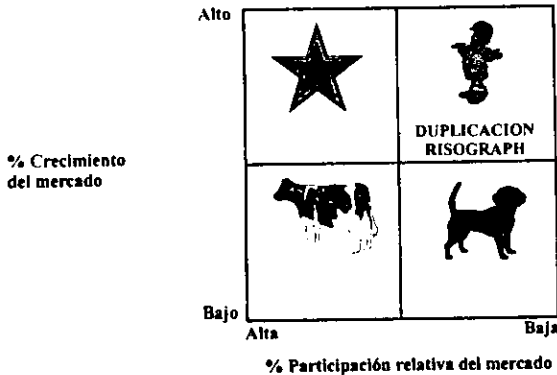 Alto
DUPLICACION
RISOGRAPH
% Crecimiento
del mercado
Bajo
Alta
Baja
% Participación relativa del mercado